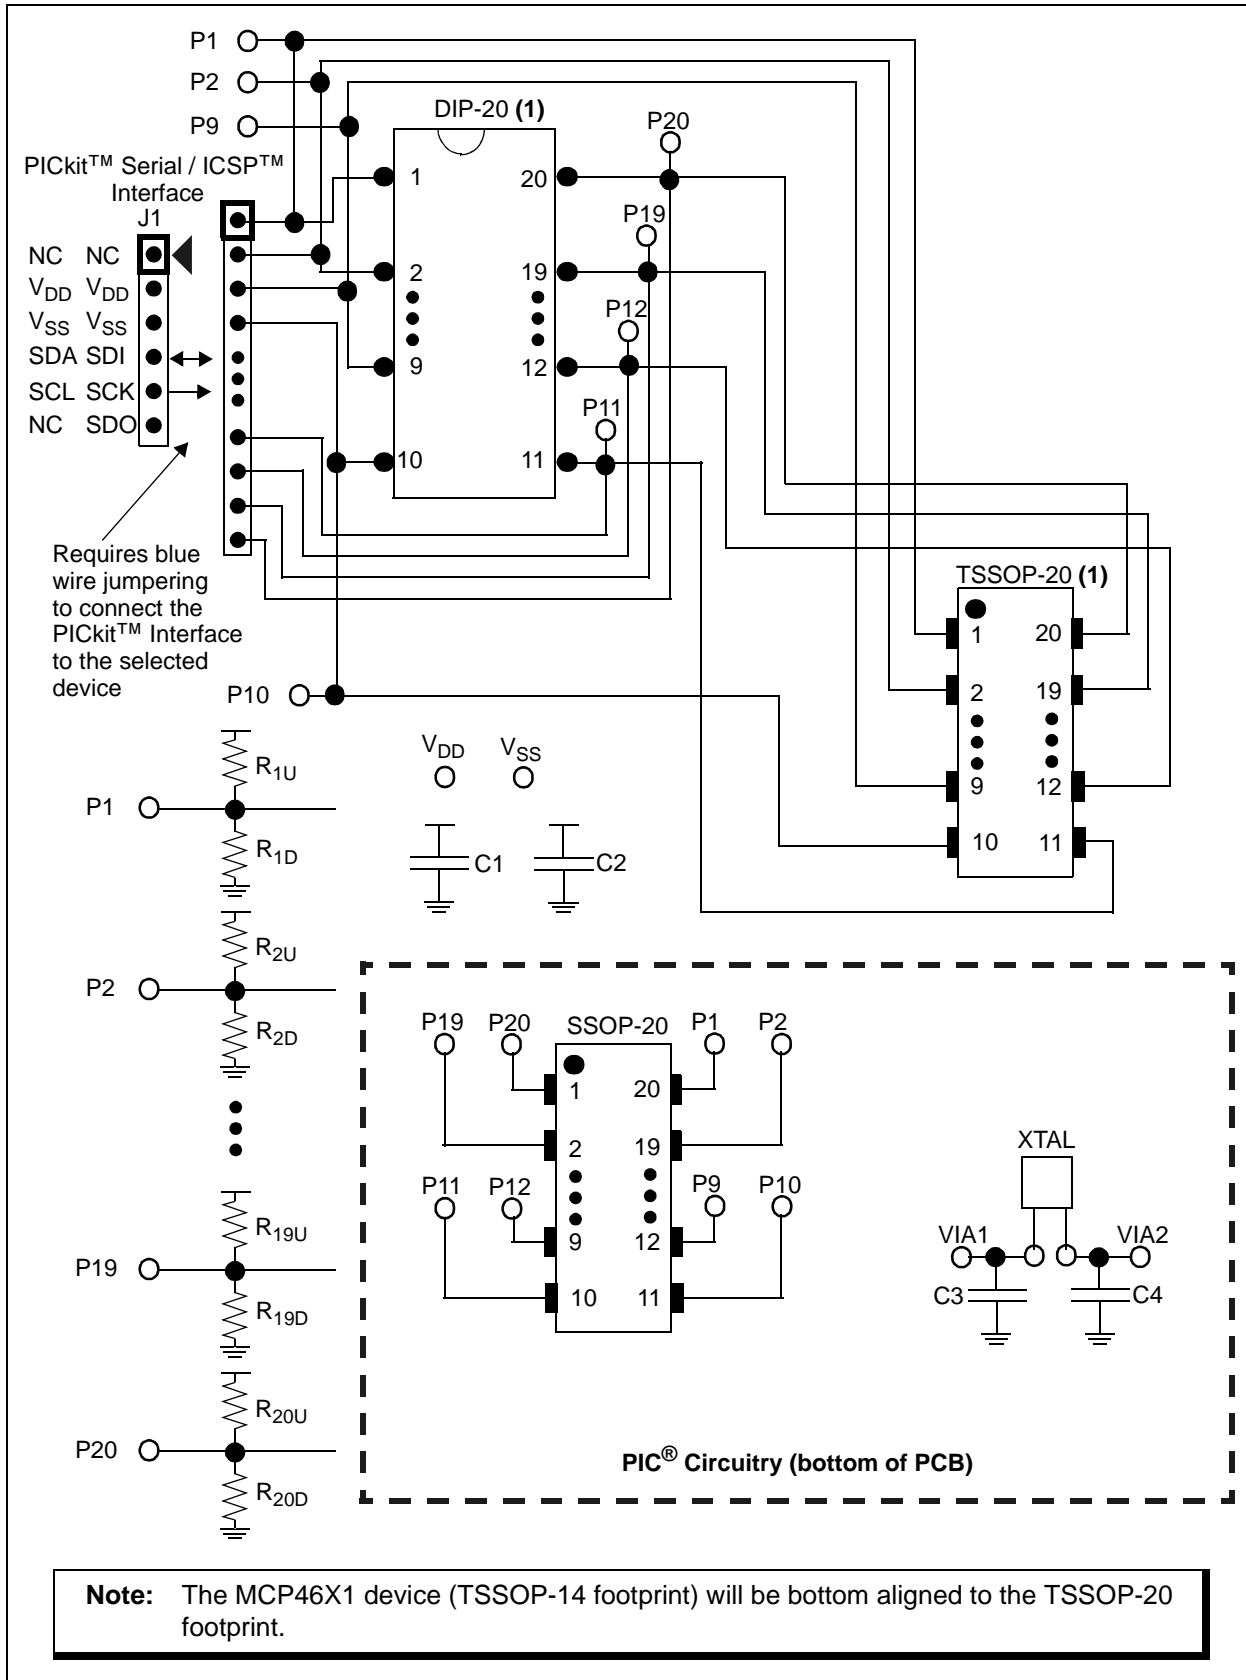 P1
P2
P9
DIP-20 (1)
P20
PICkit™ Serial / ICSP™
Interface
J1
1
20
P19
NC NC
2
19
VDD VDD
P12
VSS VSS
SDA SDI
9
12
SCL SCK
P11
NC SDO
10
11
Requires blue
wire jumpering
to connect the
PICkit™ Interface
to the selected
device
TSSOP-20 (1)
1
20
2
19
9
12
10
11
P10
VDD
VSS
R1U
P1
R1D
C1
C2
R2U
P2
R2D
P19
P20
SSOP-20
P1
P2
1
20
2
19
P11
P12
P9
P10
9
12
10
11
XTAL
VIA1
VIA2
C3
C4
R19U
P19
R19D
R20U
P20
R20D
PIC® Circuitry (bottom of PCB)
Note: The MCP46X1 device (TSSOP-14 footprint) will be bottom aligned to the TSSOP-20
footprint.